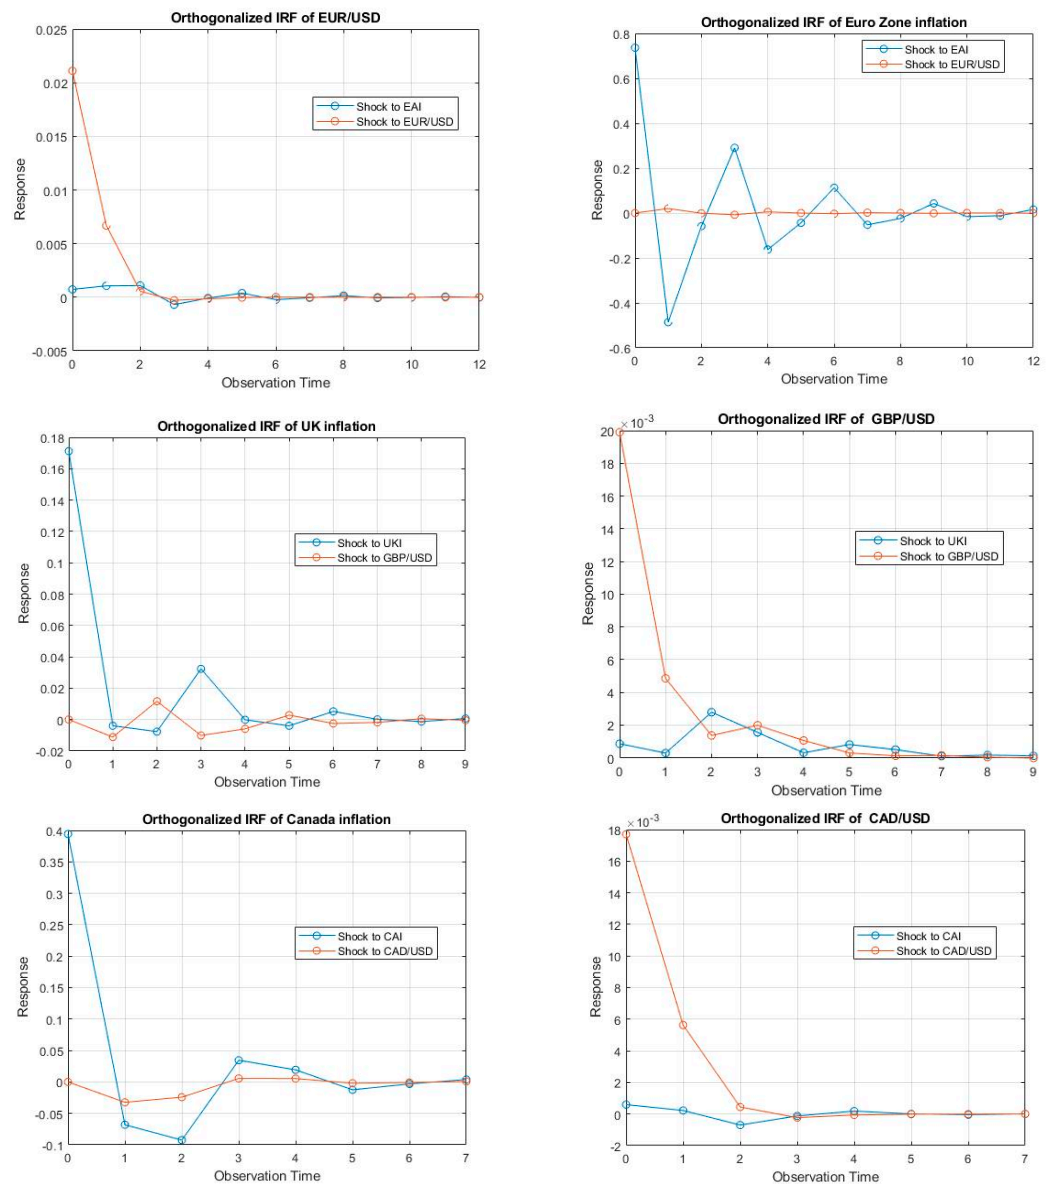 Orthogonalized IRF of EUR/USD
0.025
0.02
0.015
0.01
0.005
0
-0.005
Response
Shock to EAI
Shock to EUR/USD
0 2 4 6 8 10 12
Observation Time
Orthogonalized IRF of Euro Zone inflation
0.8
0.6
0.4
0.2
0
-0.2
-0.4
-0.6
Response
Shock to EAI
Shock to EUR/USD
0 2 4 6 8 10 12
Observation Time
Orthogonalized IRF of UK inflation
0.18
0.16
0.14
0.12
0.1
0.08
0.06
0.04
0.02
0
-0.02
Response
Shock to UKI
Shock to GBP/USD
0 1 2 3 4 5 6 7 8 9
Observation Time
Orthogonalized IRF of GBP/USD
× 10-3
20
18
16
14
12
10
8
6
4
2
0
Response
Shock to UKI
Shock to GBP/USD
0 1 2 3 4 5 6 7 8 9
Observation Time
Orthogonalized IRF of Canada inflation
0.4
0.35
0.3
0.25
0.2
0.15
0.1
0.05
0
-0.05
-0.1
Response
Shock to CAI
Shock to CAD/USD
0 1 2 3 4 5 6 7
Observation Time
Orthogonalized IRF of CAD/USD
× 10-3
18
16
14
12
10
8
6
4
2
0
-2
Response
Shock to CAI
Shock to CAD/USD
0 1 2 3 4 5 6 7
Observation Time